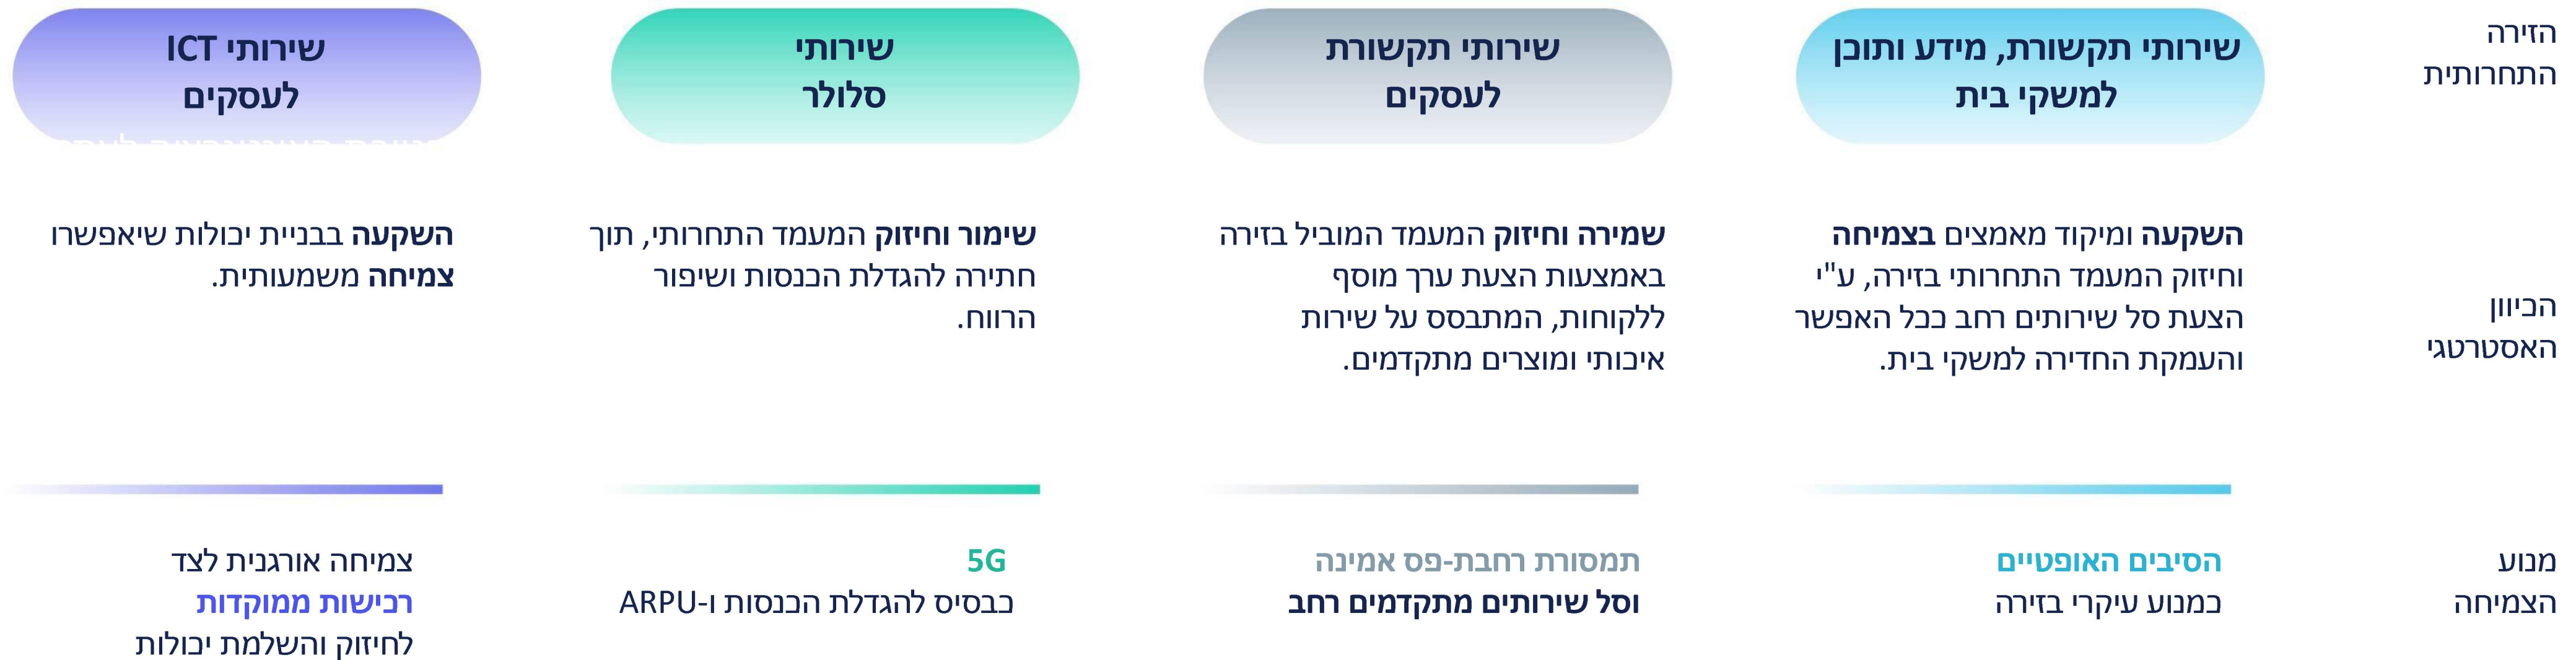 הזירה
התחרותית
שירותי תקשורת, מידע ותוכן
למשקי בית
שירותי תקשורת
לעסקים
שירותי
סלולר
שירותי ICT
לעסקים
הכיוון
האסטרטגי
השקעה ומיקוד מאמצים בצמיחה
וחיזוק המעמד התחרותי בזירה, ע"י
הצעת סל שירותים רחב ככל האפשר
והעמקת החדירה למשקי בית.
שמירה וחיזוק המעמד המוביל בזירה
באמצעות הצעת ערך מוסף
ללקוחות, המתבסס על שירות
איכותי ומוצרים מתקדמים.
שימור וחיזוק המעמד התחרותי, תוך
חתירה להגדלת הכנסות ושיפור
הרווח.
השקעה בבניית יכולות שיאפשרו
צמיחה משמעותית.
מנוע
הצמיחה
הסיבים האופטיים
כמנוע עיקרי בזירה
תמסורת רחבת-פס אמינה
וסל שירותים מתקדמים רחב
5G
כבסיס להגדלת הכנסות ו-ARPU
צמיחה אורגנית לצד
רכישות ממוקדות
לחיזוק והשלמת יכולות